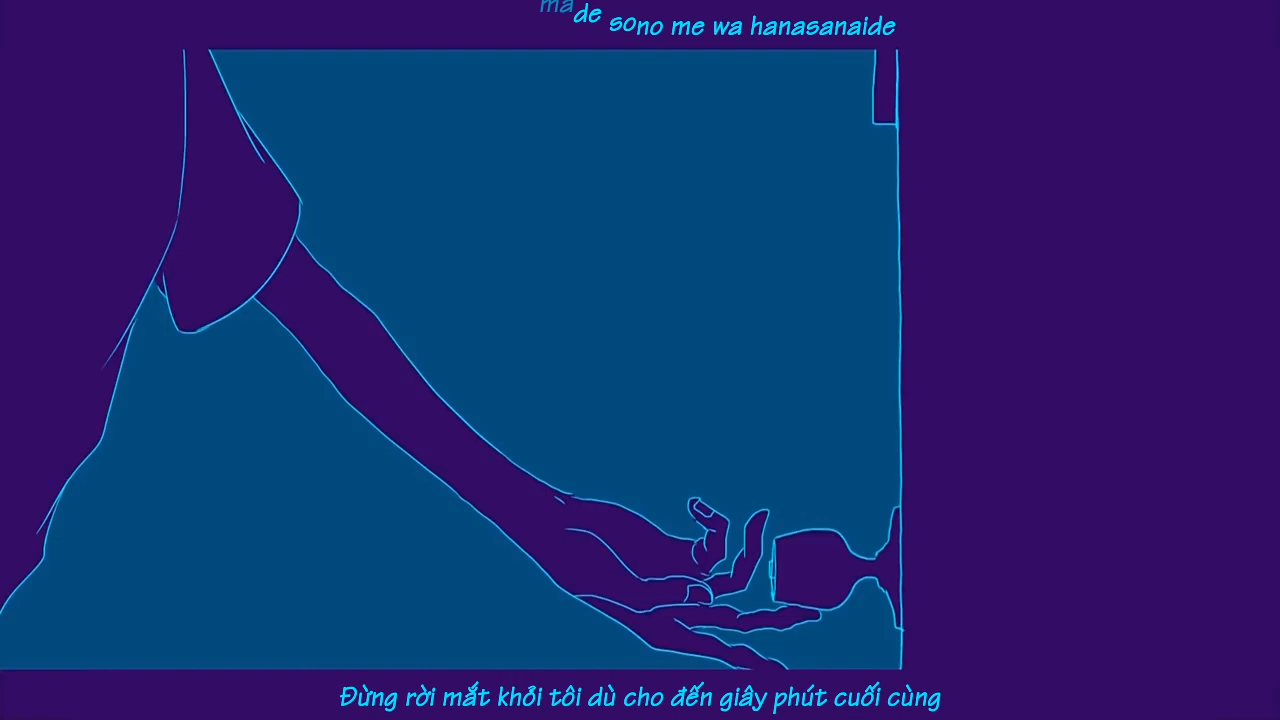 made sono me wa hanasanaide
Đừng rời mắt khỏi tôi dù cho đến giây phút cuối cùng